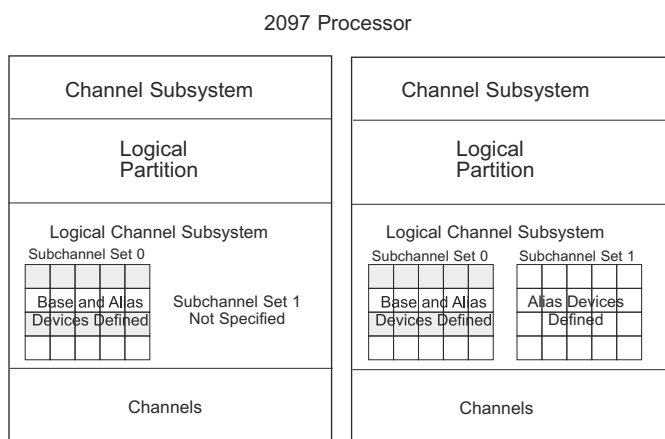 2097 Processor
Channel Subsystem
Logical
Partition
Logical Channel Subsystem
Subchannel Set 0
Base and Alias
Devices Defined
Subchannel Set 1
Not Specified
Channels
Channel Subsystem
Logical
Partition
Logical Channel Subsystem
Subchannel Set 0
Subchannel Set 1
Base and Alias
Devices Defined
Alias Devices
Defined
Channels